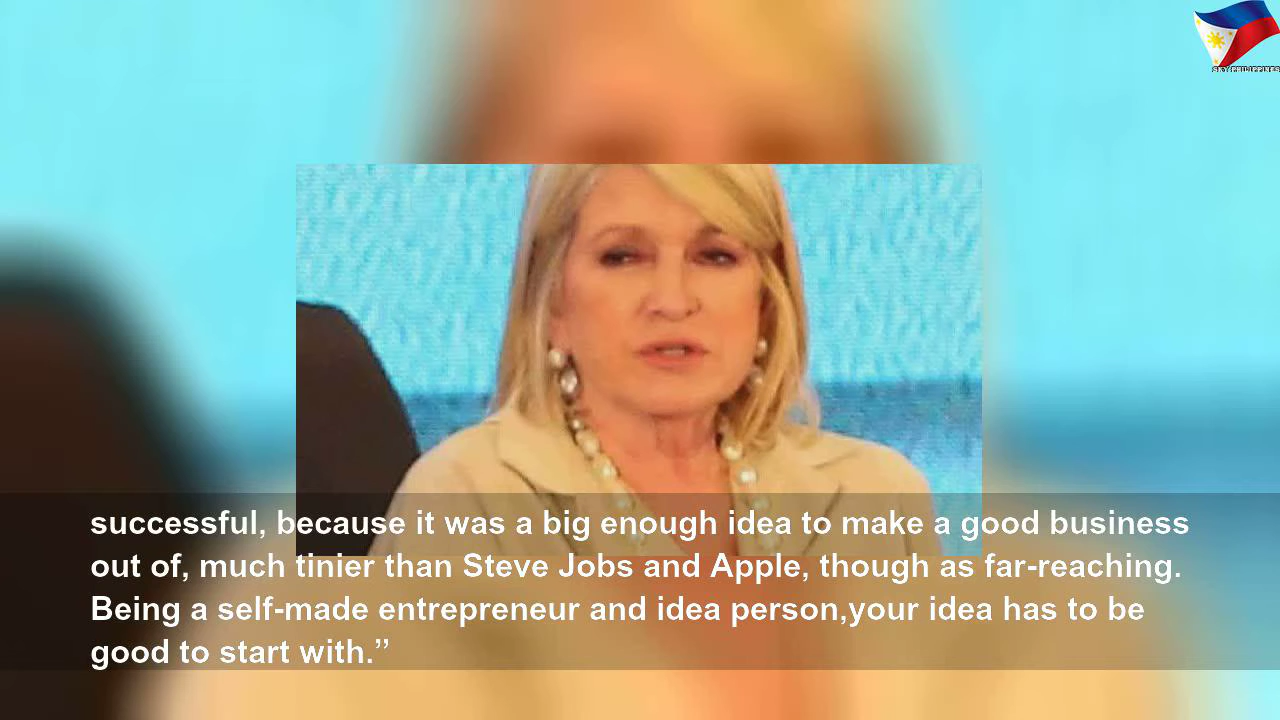 SKY PHILIPPINES
successful, because it was a big enough idea to make a good business
out of, much tinier than Steve Jobs and Apple, though as far-reaching.
Being a self-made entrepreneur and idea person,your idea has to be
good to start with.”